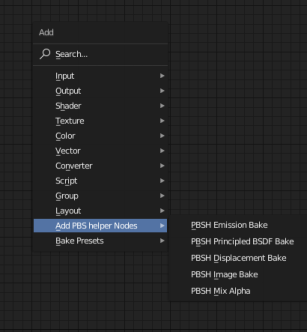 Add
Search...
Input
Output
Shader
Texture
Color
Vector
Converter
Script
Group
Layout
Add PBS helper Nodes
Bake Presets
PBSH Emission Bake
PBSH Principled BSDF Bake
PBSH Displacement Bake
PBSH Image Bake
PBSH Mix Alpha